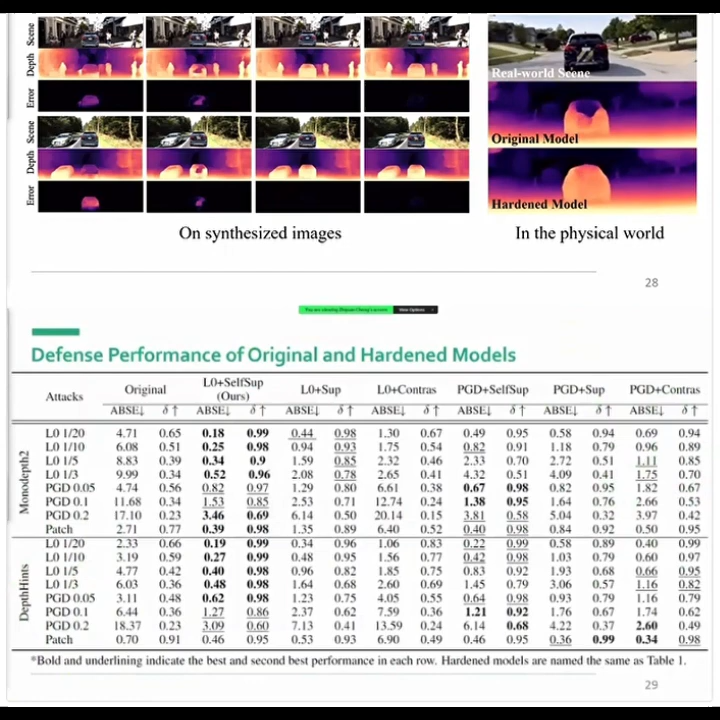 Scene
Depth
Error
Scene
Depth
Error
Real-world Scene
Original Model
Hardened Model
On synthesized images
In the physical world
28
View Options
Defense Performance of Original and Hardened Models
Attacks Original L0+SelfSup (Ours) L0+Sup L0+Contras PGD+SelfSup PGD+Sup PGD+Contras
ABSE↓ δ↑ ABSE↓ δ↑ ABSE↓ δ↑ ABSE↓ δ↑ ABSE↓ δ↑ ABSE↓ δ↑ ABSE↓ δ↑
Monodepth2
L0 1/20 4.71 0.65 0.18 0.99 0.44 0.98 1.30 0.67 0.49 0.95 0.58 0.94 0.69 0.94
L0 1/10 6.08 0.51 0.25 0.98 0.94 0.93 1.75 0.54 0.82 0.91 1.18 0.79 0.96 0.89
L0 1/5 8.83 0.39 0.34 0.9 1.59 0.85 2.32 0.46 2.33 0.70 2.72 0.51 1.11 0.85
L0 1/3 9.99 0.34 0.52 0.96 2.08 0.78 2.65 0.41 4.32 0.51 4.09 0.41 1.75 0.70
PGD 0.05 4.74 0.56 0.82 0.97 1.29 0.80 6.61 0.38 0.67 0.98 0.82 0.95 1.82 0.67
PGD 0.1 11.68 0.34 1.53 0.85 2.53 0.71 12.74 0.24 1.38 0.95 1.64 0.76 2.66 0.53
PGD 0.2 17.10 0.23 3.46 0.69 6.14 0.50 20.14 0.15 3.81 0.58 5.04 0.32 3.97 0.42
Patch 2.71 0.77 0.39 0.98 1.35 0.89 6.40 0.52 0.40 0.98 0.84 0.92 0.50 0.95
DepthHints
L0 1/20 2.33 0.66 0.19 0.99 0.34 0.96 1.06 0.83 0.22 0.99 0.58 0.89 0.40 0.99
L0 1/10 3.19 0.59 0.27 0.99 0.48 0.95 1.56 0.77 0.42 0.98 1.03 0.79 0.60 0.97
L0 1/5 4.77 0.42 0.40 0.98 0.96 0.82 1.85 0.75 0.83 0.92 1.93 0.68 0.66 0.95
L0 1/3 6.03 0.36 0.48 0.98 1.64 0.68 2.60 0.69 1.45 0.79 3.06 0.57 1.16 0.82
PGD 0.05 3.11 0.48 0.62 0.98 1.23 0.75 4.05 0.55 0.64 0.98 0.93 0.79 1.16 0.79
PGD 0.1 6.44 0.36 1.27 0.86 2.37 0.62 7.59 0.36 1.21 0.92 1.76 0.67 1.74 0.62
PGD 0.2 18.37 0.23 3.09 0.60 7.13 0.41 13.59 0.24 6.14 0.68 4.22 0.37 2.60 0.49
Patch 0.70 0.91 0.46 0.95 0.53 0.93 6.90 0.49 0.46 0.95 0.36 0.99 0.34 0.98
*Bold and underlining indicate the best and second best performance in each row. Hardened models are named the same as Table 1.
29